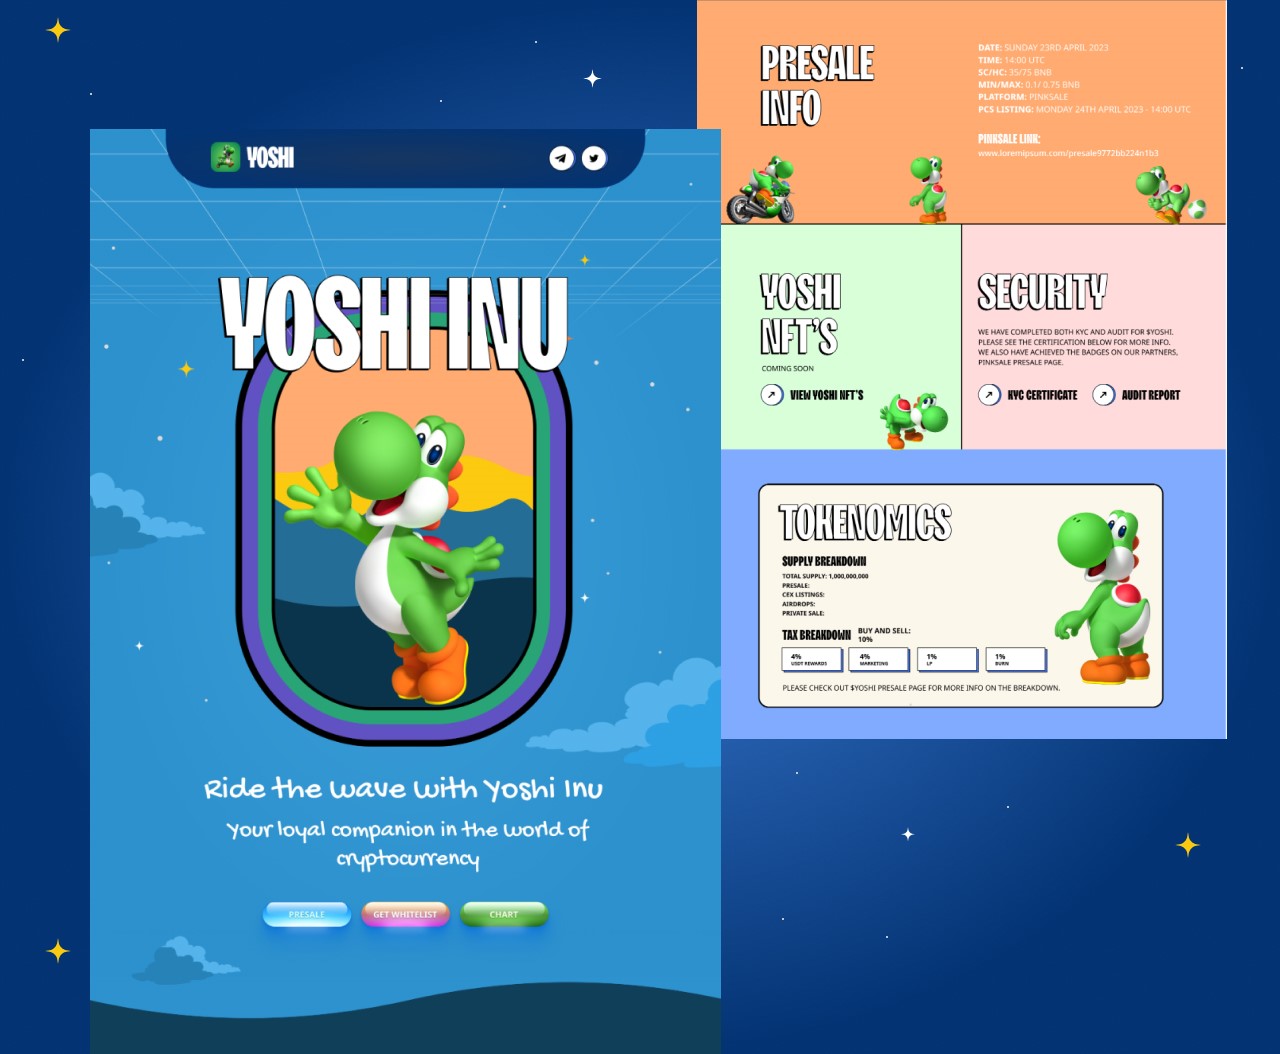 YOSHI
YOSHI INU
Ride the wave with Yoshi Inu
Your loyal companion in the world of
cryptocurrency
PRESALE
GET WHITELIST
CHART
PRESALE
INFO
DATE: SUNDAY 23RD APRIL 2023
TIME: 14:00 UTC
SC/HC: 35/75 BNB
MIN/MAX: 0.1/ 0.75 BNB
PLATFORM: PINKSALE
PCS LISTING: MONDAY 24TH APRIL 2023 - 14:00 UTC
PINKSALE LINK:
www.loremipsum.com/presale9772bb224n1b3
YOSHI
NFT'S
COMING SOON
VIEW YOSHI NFT'S
SECURITY
WE HAVE COMPLETED BOTH KYC AND AUDIT FOR $YOSHI.
PLEASE SEE THE CERTIFICATION BELOW FOR MORE INFO.
WE ALSO HAVE ACHIEVED THE BADGES ON OUR PARTNERS,
PINKSALE PRESALE PAGE.
KYC CERTIFICATE
AUDIT REPORT
TOKENOMICS
SUPPLY BREAKDOWN
TOTAL SUPPLY: 1,000,000,000
PRESALE:
CEX LISTINGS:
AIRDROPS:
PRIVATE SALE:
TAX BREAKDOWN
BUY AND SELL:
10%
4%
USDT REWARDS
4%
MARKETING
1%
LP
1%
BURN
PLEASE CHECK OUT $YOSHI PRESALE PAGE FOR MORE INFO ON THE BREAKDOWN.